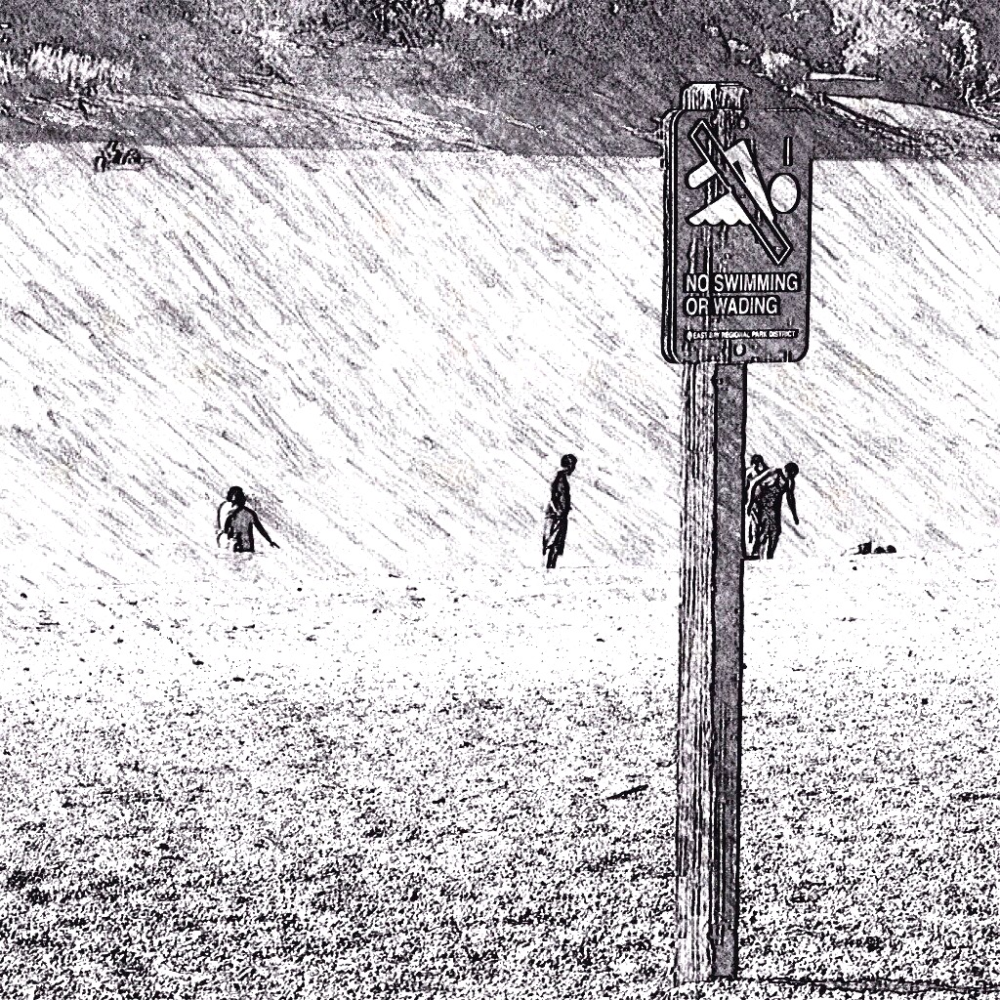 NO SWIMMING
OR WADING
EAST BAY REGIONAL PARK DISTRICT